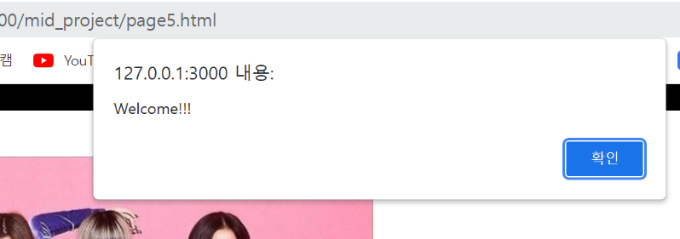 00/mid_project/page5.html
캠
YouT
127.0.0.1:3000 내용:
Welcome!!!
확인